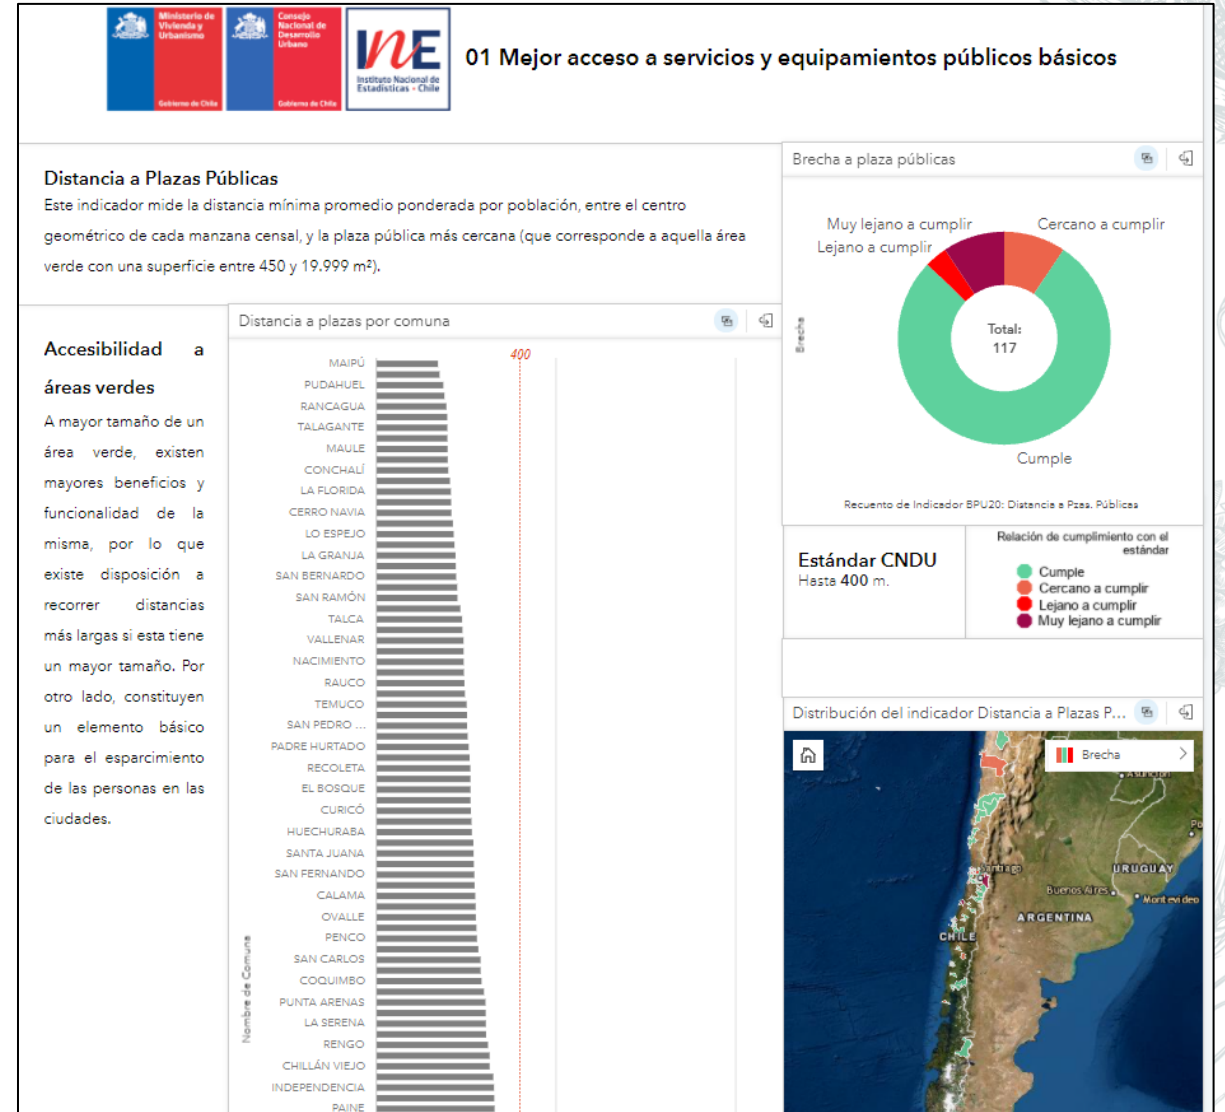 Ministerio de
Vivienda y
Urbanismo
Gobierno de Chile
Consejo
Nacional de
Desarrollo
Urbano
Gobierno de Chile
INE
Instituto Nacional de
Estadísticas • Chile
01 Mejor acceso a servicios y equipamientos públicos básicos
Distancia a Plazas Públicas
Este indicador mide la distancia mínima promedio ponderada por población, entre el centro
geométrico de cada manzana censal, y la plaza pública más cercana (que corresponde a aquella área
verde con una superficie entre 450 y 19.999 m²).
Accesibilidad a
áreas verdes
A mayor tamaño de un
área verde, existen
mayores beneficios y
funcionalidad de la
misma, por lo que
existe disposición a
recorrer distancias
más largas si esta tiene
un mayor tamaño. Por
otro lado, constituyen
un elemento básico
para el esparcimiento
de las personas en las
ciudades.
Distancia a plazas por comuna
400
MAIPÚ
PUDAHUEL
RANCAGUA
TALAGANTE
MAULE
CONCHALÍ
LA FLORIDA
CERRO NAVIA
LO ESPEJO
LA GRANJA
SAN BERNARDO
SAN RAMÓN
TALCA
VALLENAR
NACIMIENTO
RAUCO
TEMUCO
SAN PEDRO ...
PADRE HURTADO
RECOLETA
EL BOSQUE
CURICÓ
HUECHURABA
SANTA JUANA
SAN FERNANDO
CALAMA
OVALLE
PENCO
SAN CARLOS
COQUIMBO
PUNTA ARENAS
LA SERENA
RENGO
CHILLÁN VIEJO
INDEPENDENCIA
PAINE
Nombre de Comuna
Brecha a plaza públicas
Muy lejano a cumplir
Cercano a cumplir
Lejano a cumplir
Brecha
Total:
117
Cumple
Recuento de Indicador BPU20: Distancia a Pzas. Públicas
Estándar CNDU
Hasta 400 m.
Relación de cumplimiento con el
estándar
Cumple
Cercano a cumplir
Lejano a cumplir
Muy lejano a cumplir
Distribución del indicador Distancia a Plazas P...
Brecha
Asunción
Po
Santiago
URUGUAY
Buenos Aires
Montevideo
ARGENTINA
CHILE